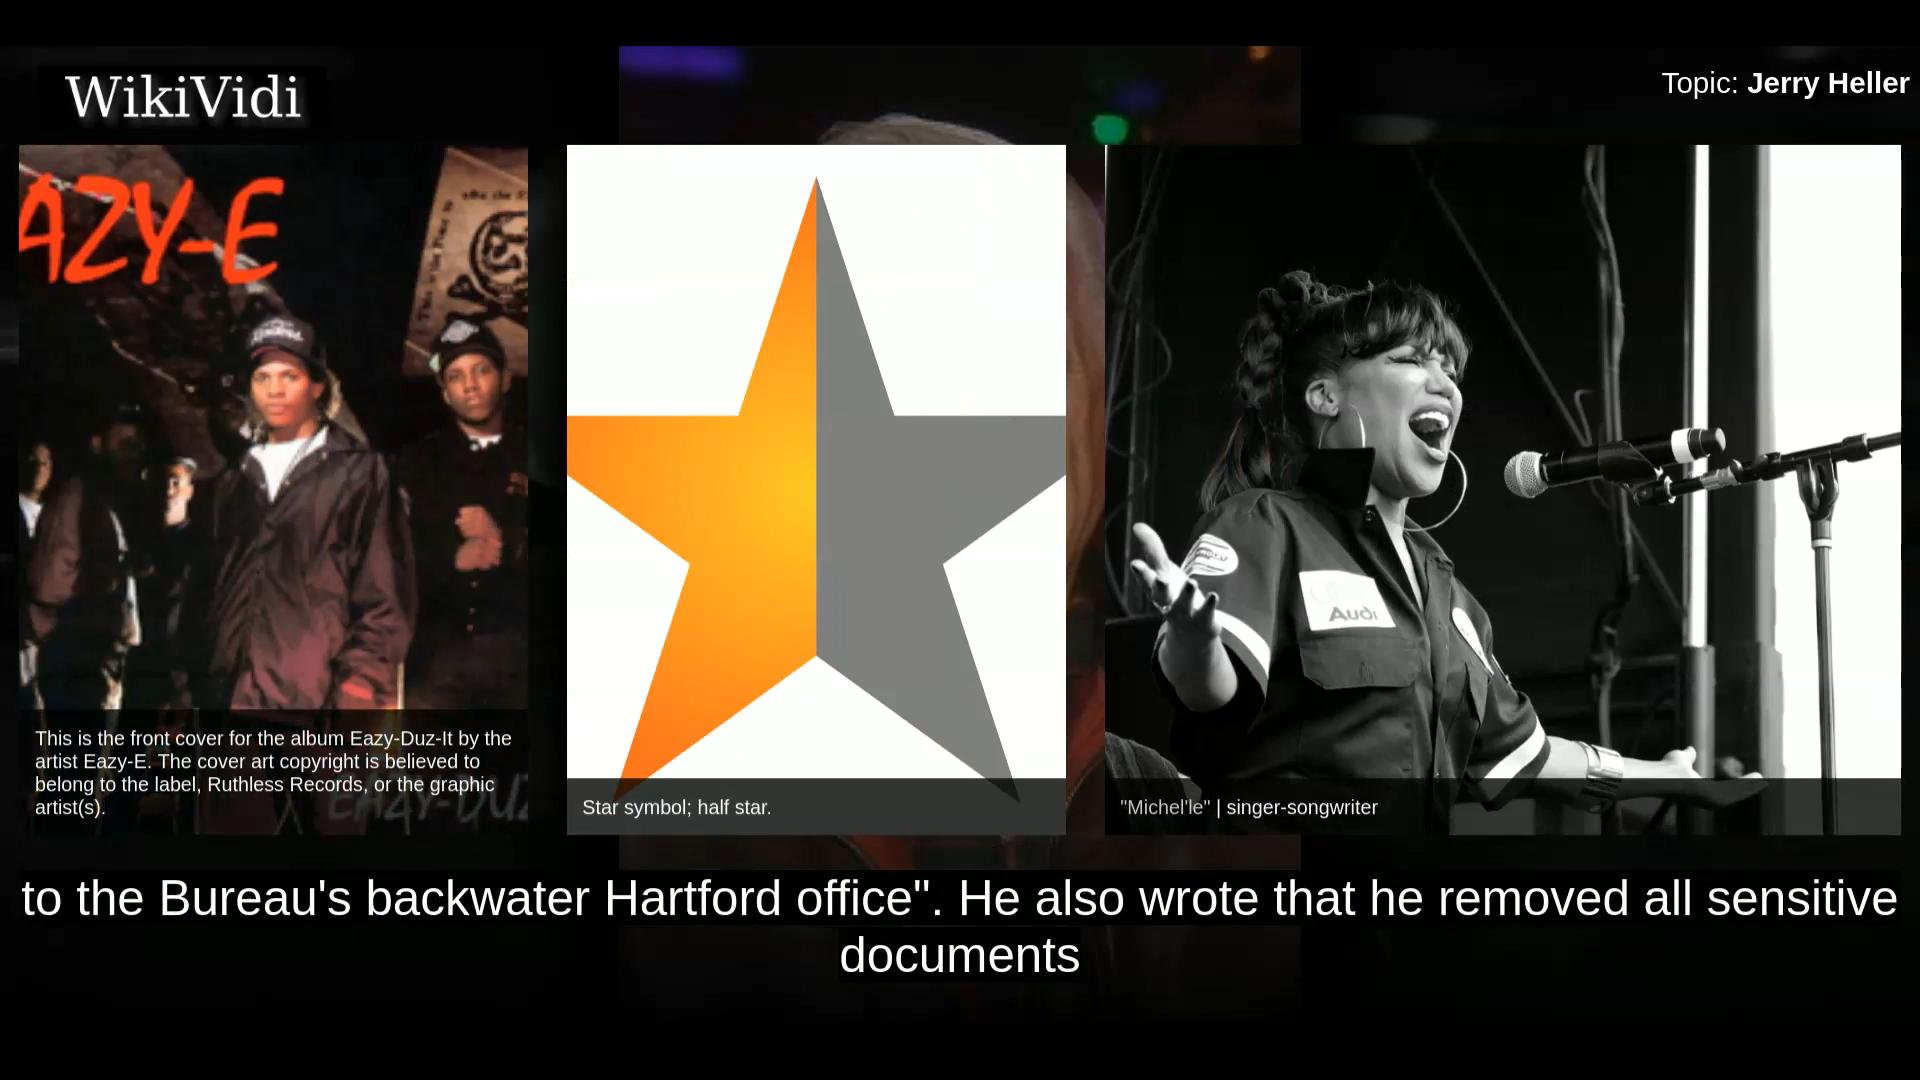 WikiVidi
Topic: Jerry Heller
AZY-E
Audi
This is the front cover for the album Eazy-Duz-It by the
artist Eazy-E. The cover art copyright is believed to
belong to the label, Ruthless Records, or the graphic
artist(s).
Star symbol; half star.
"Michel'le" | singer-songwriter
to the Bureau's backwater Hartford office". He also wrote that he removed all sensitive
documents